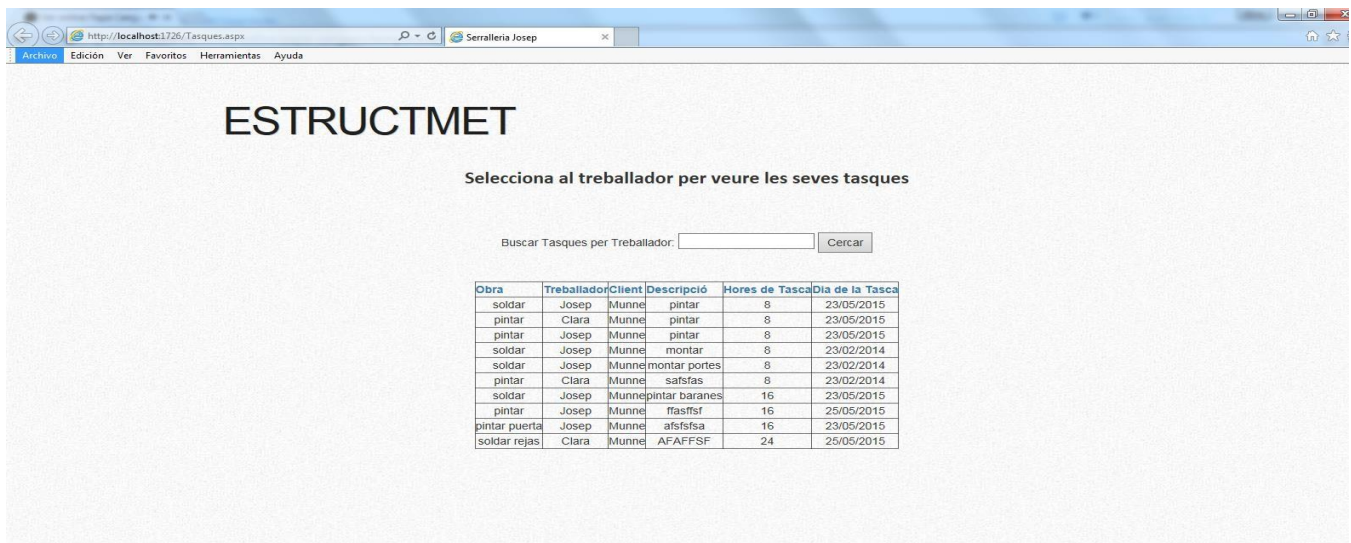 http://localhost:1726/Tasques.aspx Serralleria Josep
Archivo Edición Ver Favoritos Herramientas Ayuda
ESTRUCTMET
Selecciona al treballador per veure les seves tasques
Buscar Tasques per Treballador: Cercar
Obra Treballador Client Descripció Hores de Tasca Dia de la Tasca
soldar Josep Munne pintar 8 23/05/2015
pintar Clara Munne pintar 8 23/05/2015
pintar Josep Munne pintar 8 23/05/2015
soldar Josep Munne montar 8 23/02/2014
soldar Josep Munne montar portes 8 23/02/2014
pintar Clara Munne safsfas 8 23/02/2014
soldar Josep Munne pintar baranes 16 23/05/2015
pintar Josep Munne ffasffsf 16 25/05/2015
pintar puerta Josep Munne afsfsfsa 16 23/05/2015
soldar rejas Clara Munne AFAFFSF 24 25/05/2015